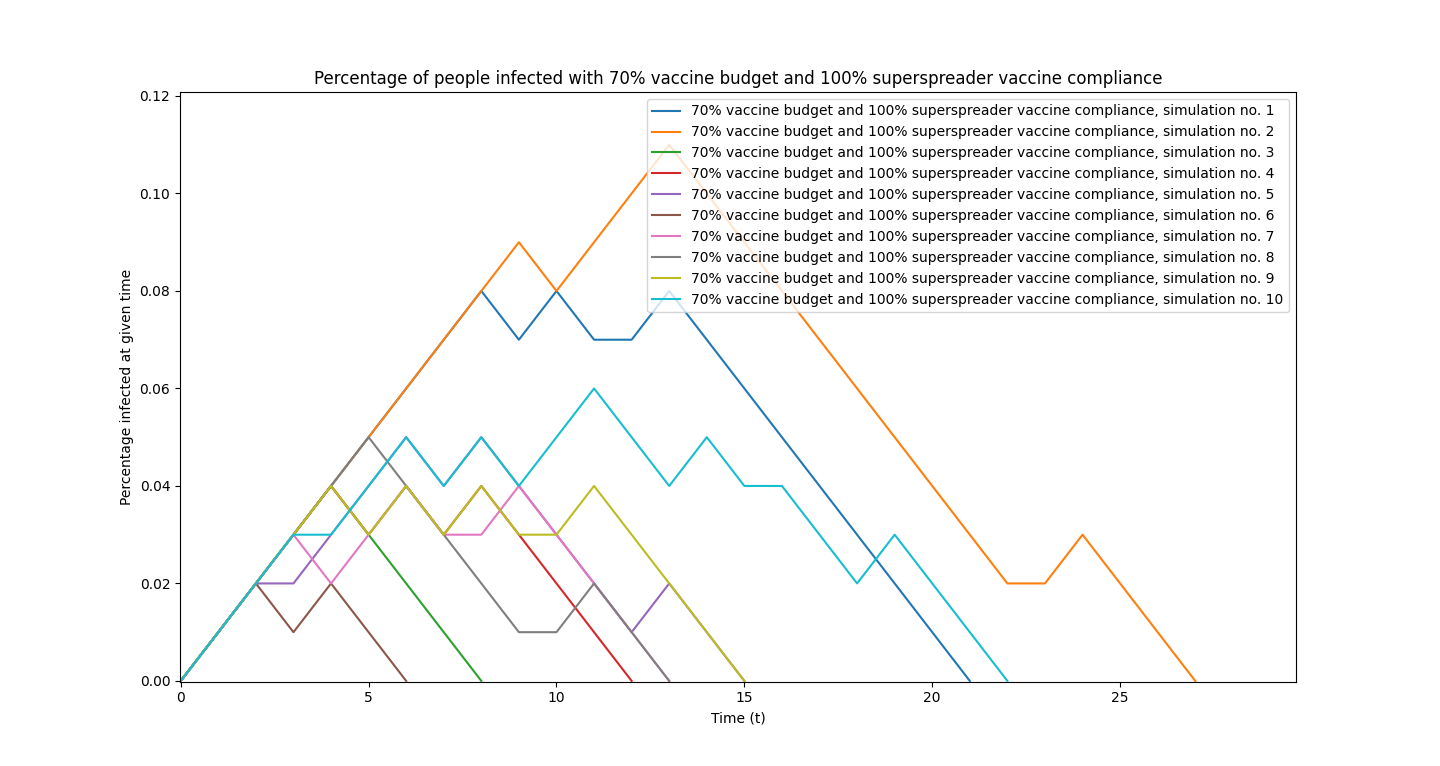 Percentage of people infected with 70% vaccine budget and 100% superspreader vaccine compliance
0.12
0.10
0.08
0.06
0.04
0.02
0.00
Percentage infected at given time
70% vaccine budget and 100% superspreader vaccine compliance, simulation no. 1
70% vaccine budget and 100% superspreader vaccine compliance, simulation no. 2
70% vaccine budget and 100% superspreader vaccine compliance, simulation no. 3
70% vaccine budget and 100% superspreader vaccine compliance, simulation no. 4
70% vaccine budget and 100% superspreader vaccine compliance, simulation no. 5
70% vaccine budget and 100% superspreader vaccine compliance, simulation no. 6
70% vaccine budget and 100% superspreader vaccine compliance, simulation no. 7
70% vaccine budget and 100% superspreader vaccine compliance, simulation no. 8
70% vaccine budget and 100% superspreader vaccine compliance, simulation no. 9
70% vaccine budget and 100% superspreader vaccine compliance, simulation no. 10
0 5 10 15 20 25
Time (t)